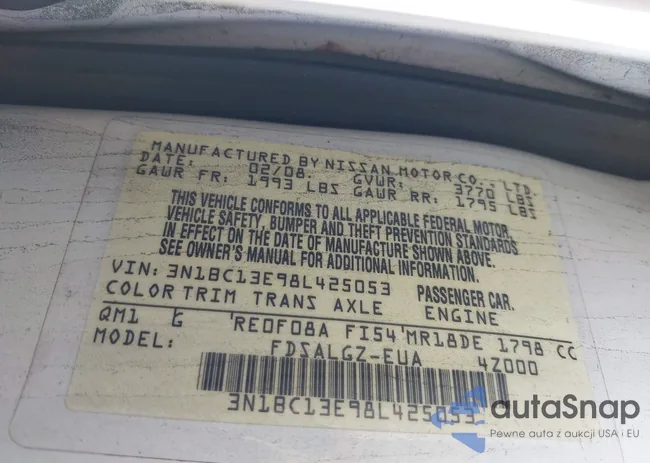 MANUFACTURED BY NISSAN MOTOR CO., LTD.
DATE: 02/08 GVWR: 3770 LBS
GAWR FR: 1993 LBS GAWR RR: 1795 LBS
THIS VEHICLE CONFORMS TO ALL APPLICABLE FEDERAL MOTOR
VEHICLE SAFETY, BUMPER AND THEFT PREVENTION STANDARDS
IN EFFECT ON THE DATE OF MANUFACTURE SHOWN ABOVE.
SEE OWNER'S MANUAL FOR ADDITIONAL INFORMATION.
VIN: 3N1BC13E98L425053 PASSENGER CAR.
COLOR TRIM TRANS AXLE ENGINE
QM1 G RE0F08A FI54 MR18DE 1798 CC
MODEL: FDSALGZ-EUA 4Z000
3N1BC13E98L425053
autaSnap
Pewne auta z aukcji USA i EU